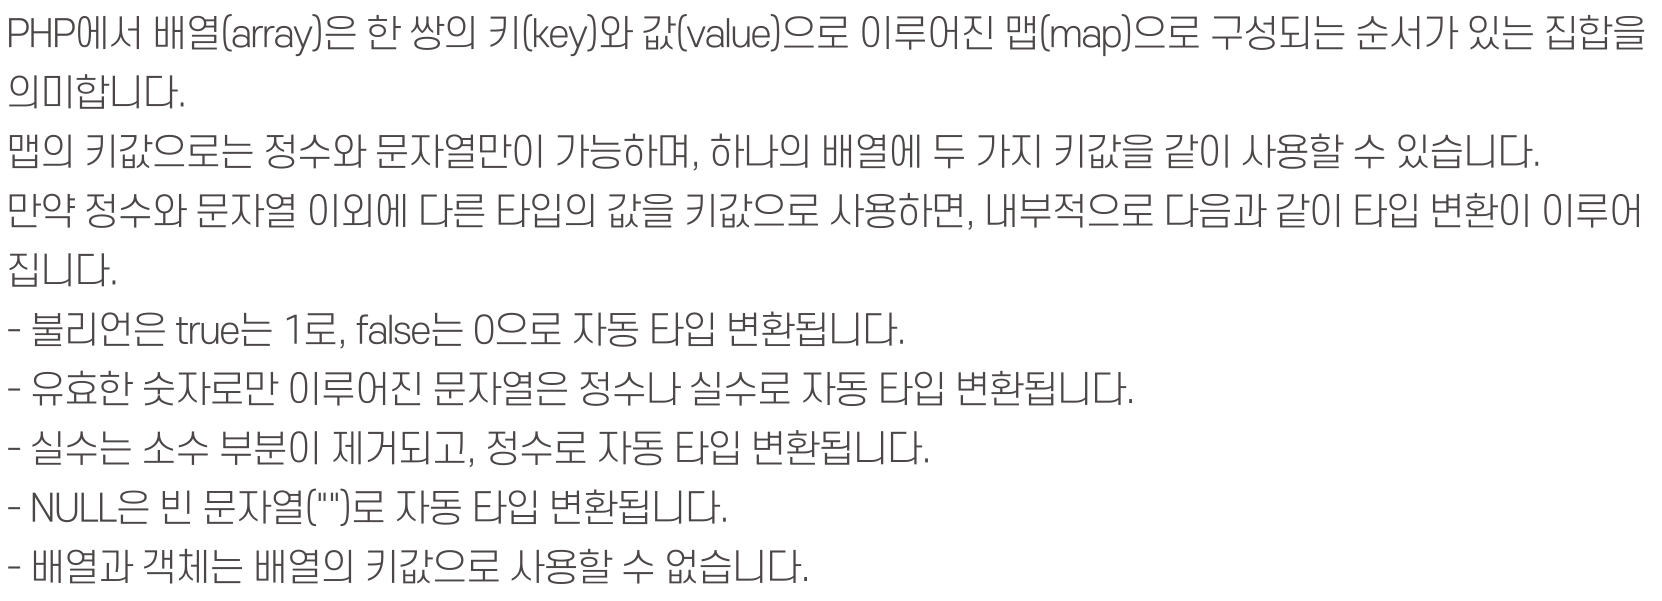 PHP에서 배열(array)은 한 쌍의 키(key)와 값(value)으로 이루어진 맵(map)으로 구성되는 순서가 있는 집합을
의미합니다.
맵의 키값으로는 정수와 문자열만이 가능하며, 하나의 배열에 두 가지 키값을 같이 사용할 수 있습니다.
만약 정수와 문자열 이외에 다른 타입의 값을 키값으로 사용하면, 내부적으로 다음과 같이 타입 변환이 이루어
집니다.
- 불리언은 true는 1로, false는 0으로 자동 타입 변환됩니다.
- 유효한 숫자로만 이루어진 문자열은 정수나 실수로 자동 타입 변환됩니다.
- 실수는 소수 부분이 제거되고, 정수로 자동 타입 변환됩니다.
- NULL은 빈 문자열("")로 자동 타입 변환됩니다.
- 배열과 객체는 배열의 키값으로 사용할 수 없습니다.